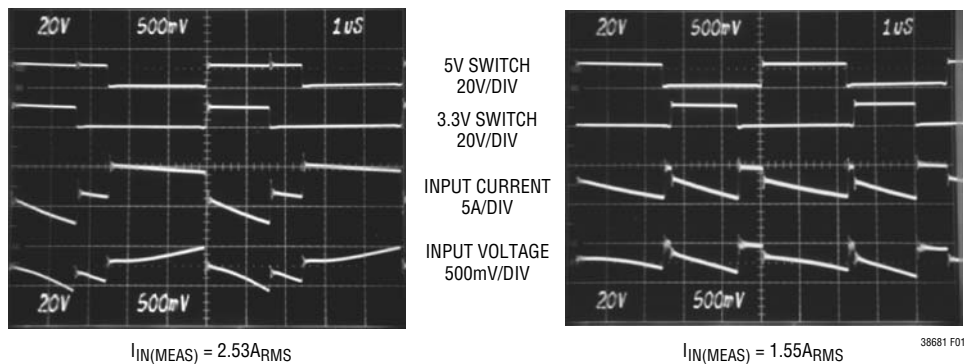 20V 500mV 1uS
20V 500mV
5V SWITCH
20V/DIV
3.3V SWITCH
20V/DIV
INPUT CURRENT
5A/DIV
INPUT VOLTAGE
500mV/DIV
20V 500mV 1uS
20V 500mV
IIN(MEAS) = 2.53ARMS
IIN(MEAS) = 1.55ARMS
38681 F01